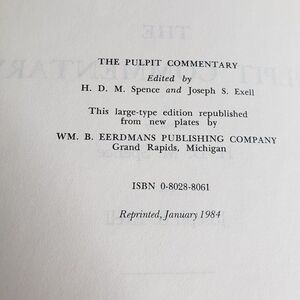 THE PULPIT COMMENTARY
Edited by
H. D. M. Spence and Joseph S. Exell
This large-type edition republished
from new plates by
WM. B. EERDMANS PUBLISHING COMPANY
Grand Rapids, Michigan
ISBN 0-8028-8061
Reprinted, January 1984